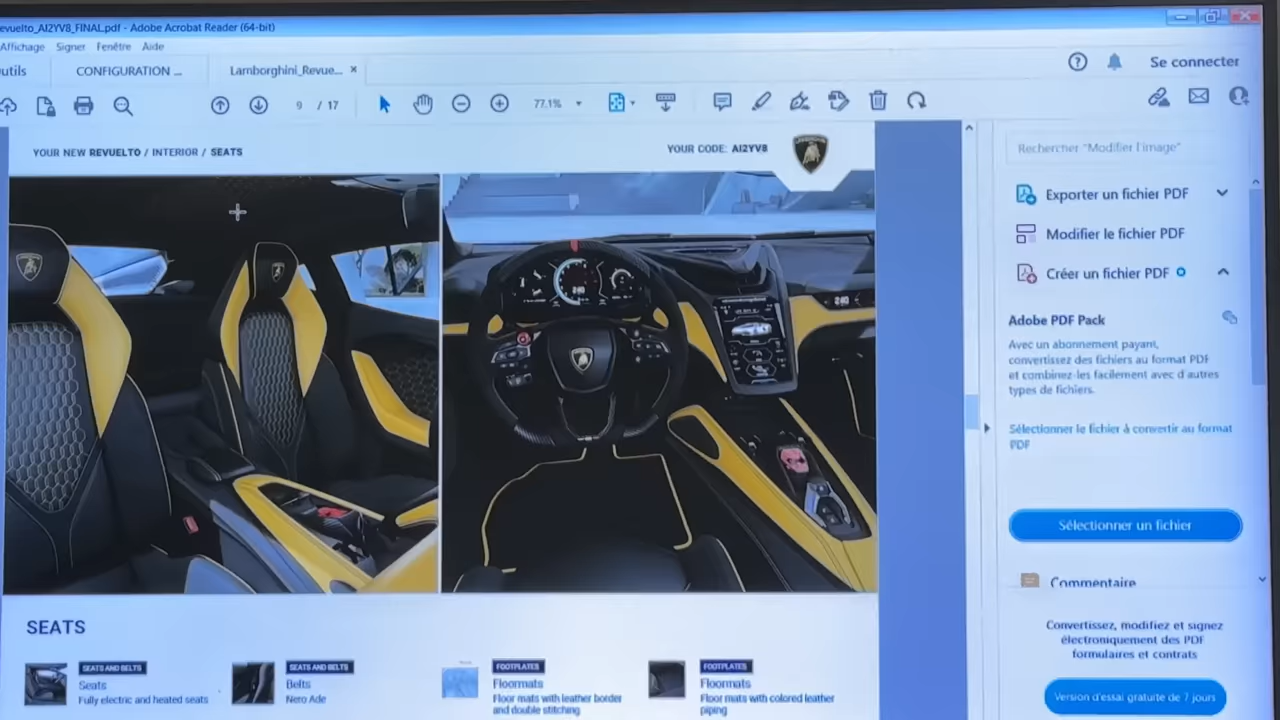 evuelto_AI2YV8_FINAL.pdf - Adobe Acrobat Reader (64-bit)
Affichage Signer Fenêtre Aide
utils CONFIGURATION ... Lamborghini_Revue... ×
Se connecter
9 / 17 77.1%
YOUR NEW REVUELTO / INTERIOR / SEATS
YOUR CODE: AI2YV8
Rechercher "Modifier l'image"
Exporter un fichier PDF
Modifier le fichier PDF
Créer un fichier PDF
Adobe PDF Pack
Avec un abonnement payant,
convertissez des fichiers au format PDF
et combinez-les facilement avec d'autres
types de fichiers.
Sélectionner le fichier à convertir au format
PDF
Sélectionner un fichier
Commentaire
Convertissez, modifiez et signez
électroniquement des PDF
formulaires et contrats
Version d'essai gratuite de 7 jours
SEATS
SEATS AND BELTS
Seats
Fully electric and heated seats
SEATS AND BELTS
Belts
Nero Ade
FOOTPLATES
Floormats
Floor mats with leather border
and double stitching
FOOTPLATES
Floormats
Floor mats with colored leather
piping